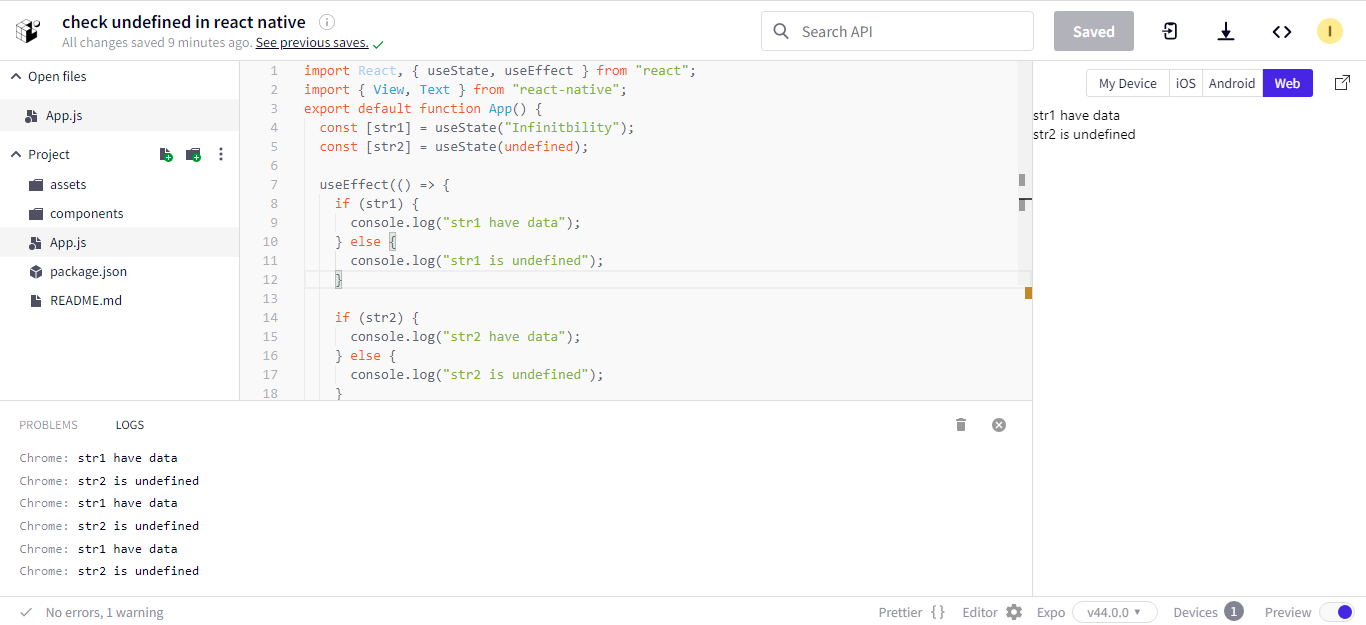 check undefined in react native
All changes saved 9 minutes ago. See previous saves.
Search API
Saved
I
Open files
App.js
Project
assets
components
App.js
package.json
README.md
1 import React, { useState, useEffect } from "react";
2 import { View, Text } from "react-native";
3 export default function App() {
4 const [str1] = useState("Infinitbility");
5 const [str2] = useState(undefined);
6
7 useEffect(() => {
8 if (str1) {
9 console.log("str1 have data");
10 } else {
11 console.log("str1 is undefined");
12 }
13
14 if (str2) {
15 console.log("str2 have data");
16 } else {
17 console.log("str2 is undefined");
18 }
My Device iOS Android Web
str1 have data
str2 is undefined
PROBLEMS LOGS
Chrome: str1 have data
Chrome: str2 is undefined
Chrome: str1 have data
Chrome: str2 is undefined
Chrome: str1 have data
Chrome: str2 is undefined
No errors, 1 warning
Prettier {} Editor Expo v44.0.0 Devices 1 Preview